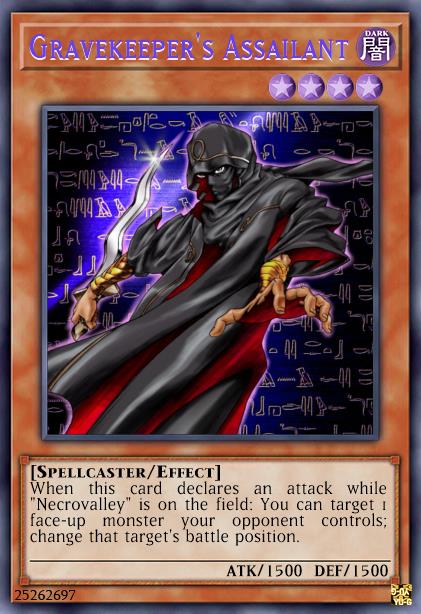 GRAVEKEEPER'S ASSAILANT
DARK
闇
[SPELLCASTER/EFFECT]
When this card declares an attack while
"Necrovalley" is on the field: You can target 1
face-up monster your opponent controls;
change that target's battle position.
ATK/1500 DEF/1500
25262697